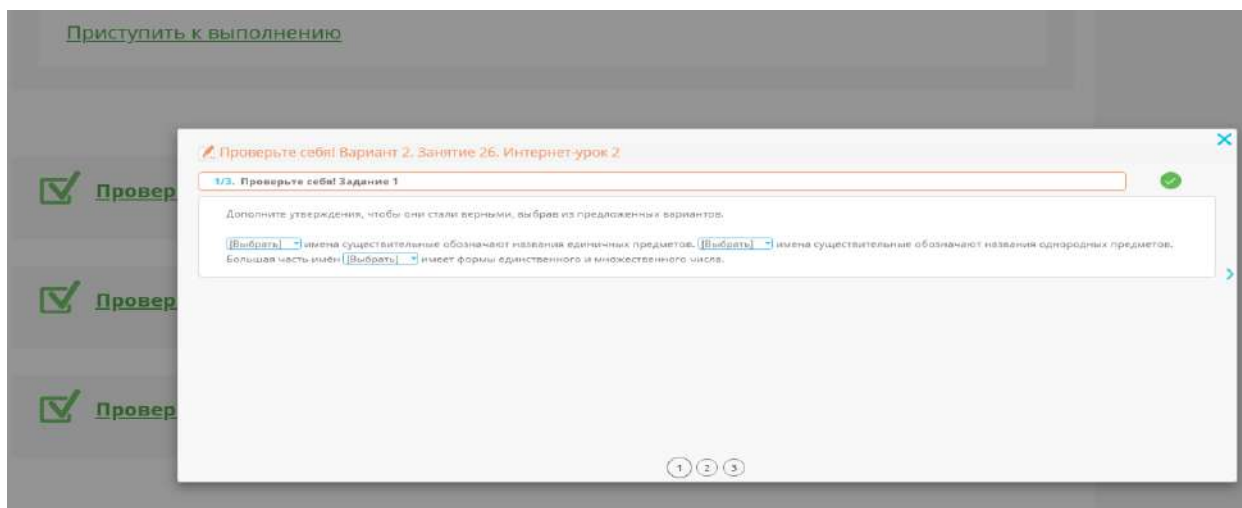 Приступить к выполнению
Проверьте себя! Вариант 2. Занятие 26. Интернет-урок 2
1/3. Проверьте себя! Задание 1
Провер
Дополните утверждения, чтобы они стали верными, выбрав из предложенных вариантов.
[Выбрать] имена существительные обозначают названия единичных предметов. [Выбрать] имена существительные обозначают названия однородных предметов.
Большая часть имён [Выбрать] имеет формы единственного и множественного числа.
Провер
Провер
1 2 3